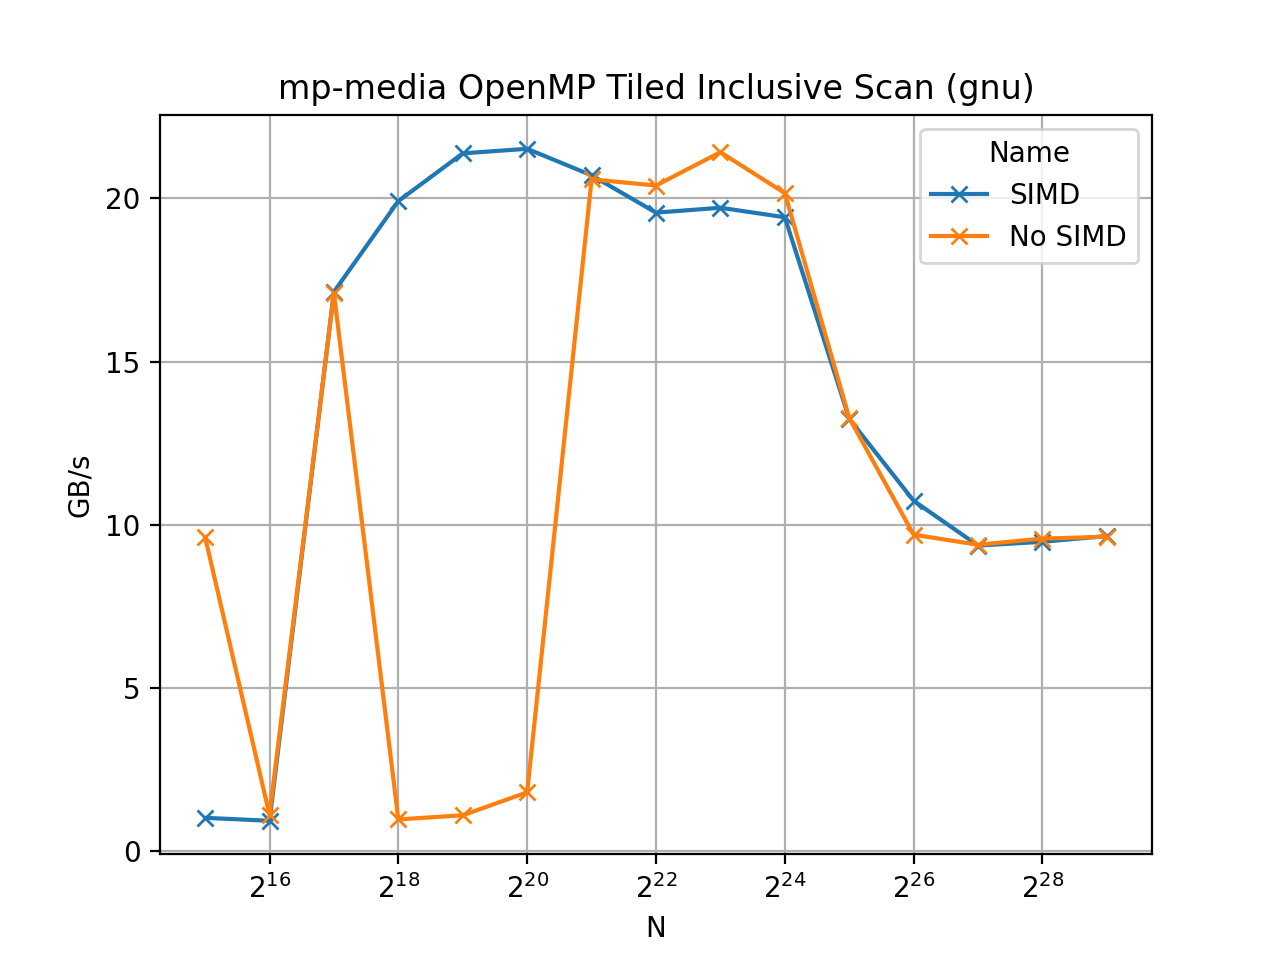 mp-media OpenMP Tiled Inclusive Scan (gnu)
Name
SIMD
No SIMD
GB/s
20
15
10
5
0
2^16 2^18 2^20 2^22 2^24 2^26 2^28
N